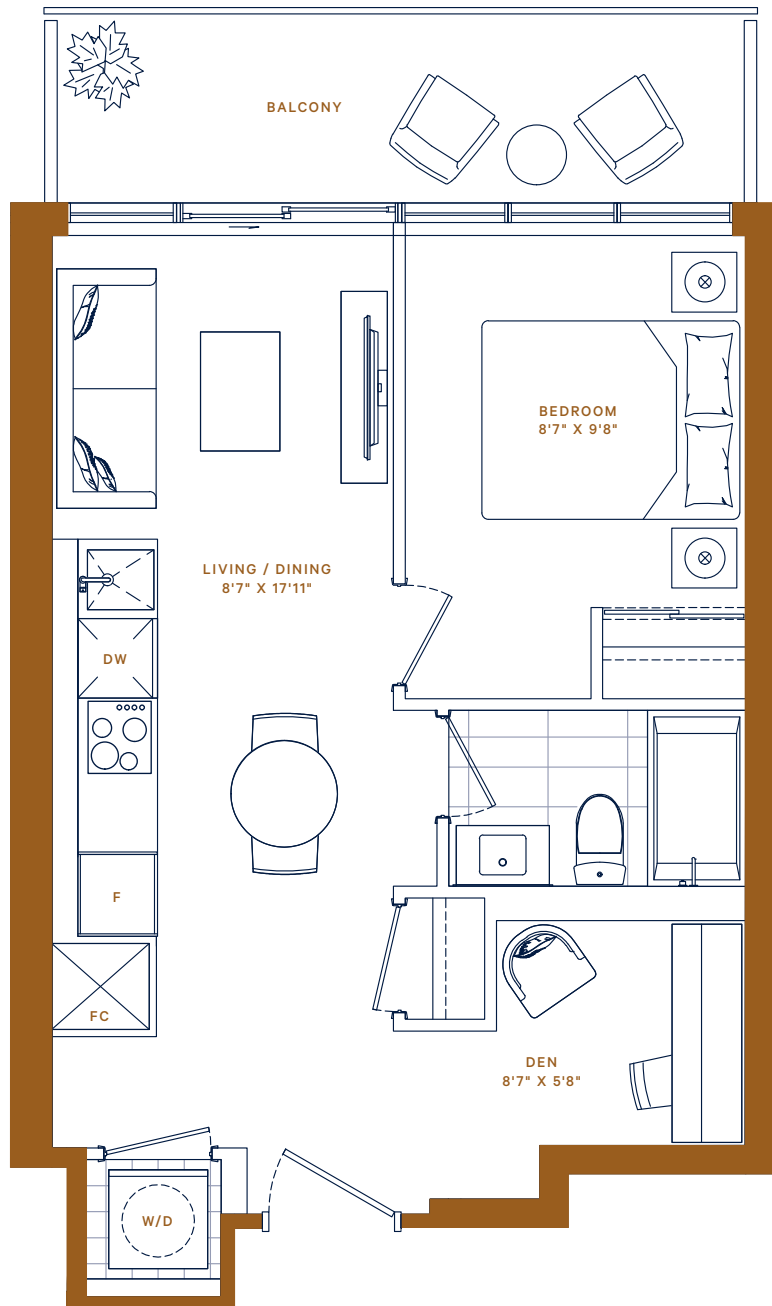 BALCONY
BEDROOM
8'7" X 9'8"
LIVING / DINING
8'7" X 17'11"
DW
F
FC
DEN
8'7" X 5'8"
W/D